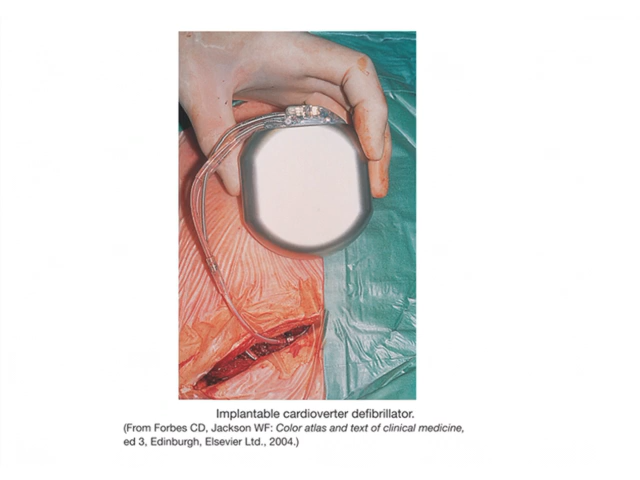 Implantable cardioverter defibrillator.
(From Forbes CD, Jackson WF: Color atlas and text of clinical medicine,
ed 3, Edinburgh, Elsevier Ltd., 2004.)